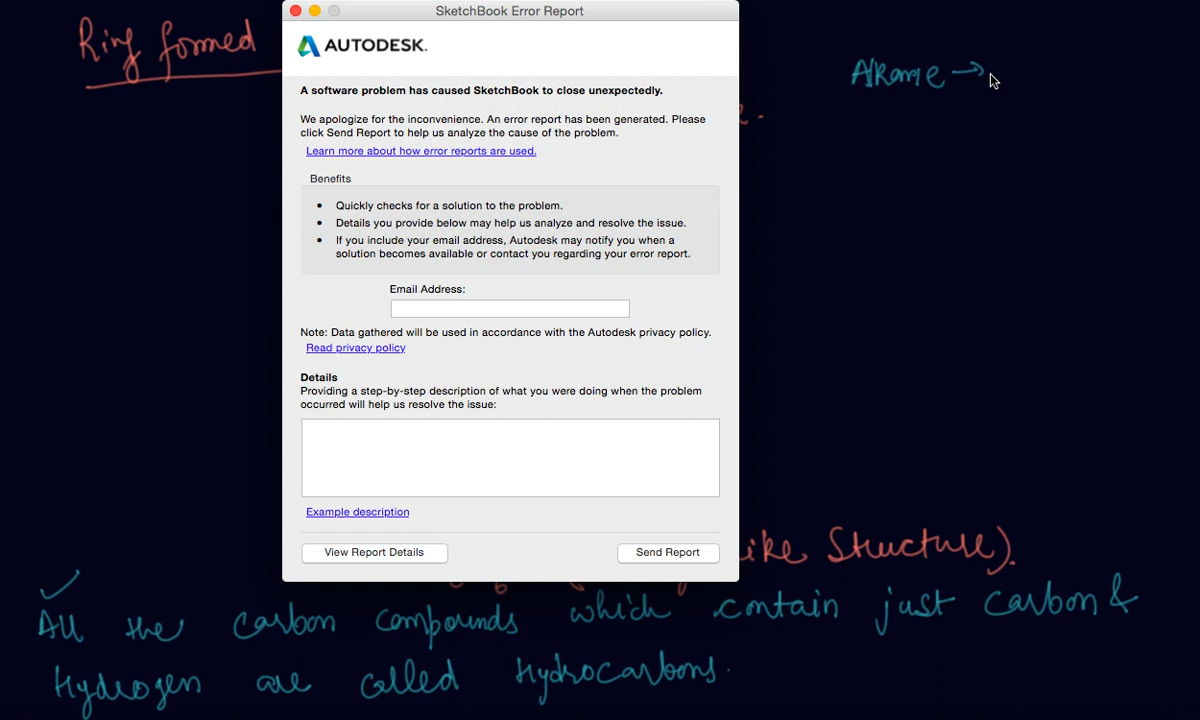 SketchBook Error Report
Ring formed
AUTODESK.
Alkane →
A software problem has caused SketchBook to close unexpectedly.
We apologize for the inconvenience. An error report has been generated. Please
click Send Report to help us analyze the cause of the problem.
Learn more about how error reports are used.
Benefits
• Quickly checks for a solution to the problem.
• Details you provide below may help us analyze and resolve the issue.
• If you include your email address, Autodesk may notify you when a
solution becomes available or contact you regarding your error report.
Email Address:
Note: Data gathered will be used in accordance with the Autodesk privacy policy.
Read privacy policy
Details
Providing a step-by-step description of what you were doing when the problem
occurred will help us resolve the issue:
Example description
View Report Details Send Report
like Structure).
All the carbon compounds which contain just carbon &
Hydrogen are called Hydrocarbons.